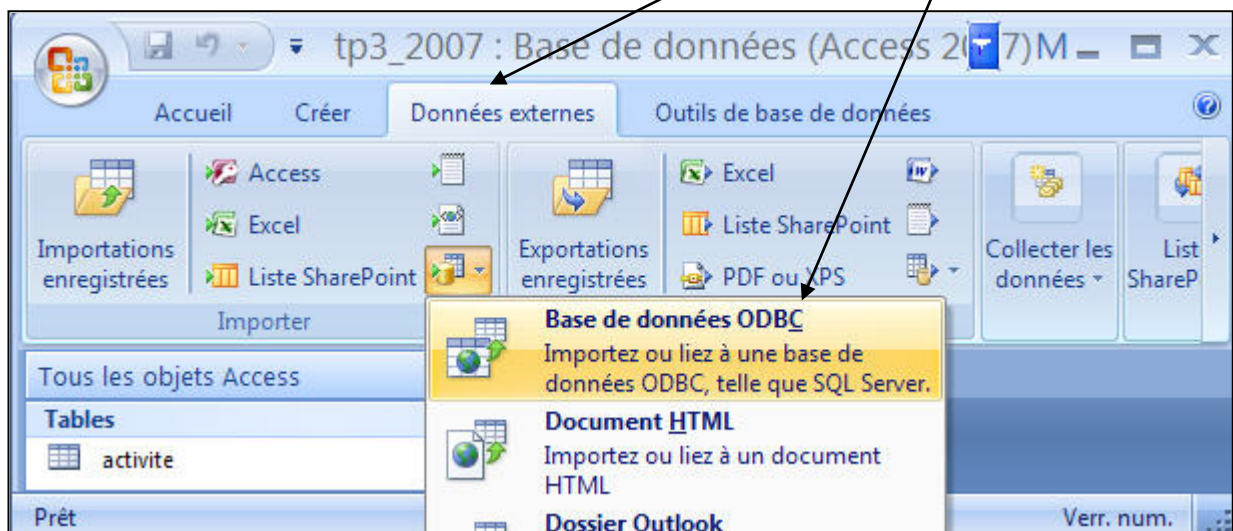 tp3_2007 : Base de données (Access 2007) M
Accueil Créer Données externes Outils de base de données
Access
Excel
Liste SharePoint
Importations
enregistrées
Importer
Exportations
enregistrées
Excel
Liste SharePoint
PDF ou XPS
Collecter les
données
List
ShareP
Base de données ODBC
Importez ou liez à une base de
données ODBC, telle que SQL Server.
Document HTML
Importez ou liez à un document
HTML
Dossier Outlook
Tous les objets Access
Tables
activite
Prêt
Verr. num.